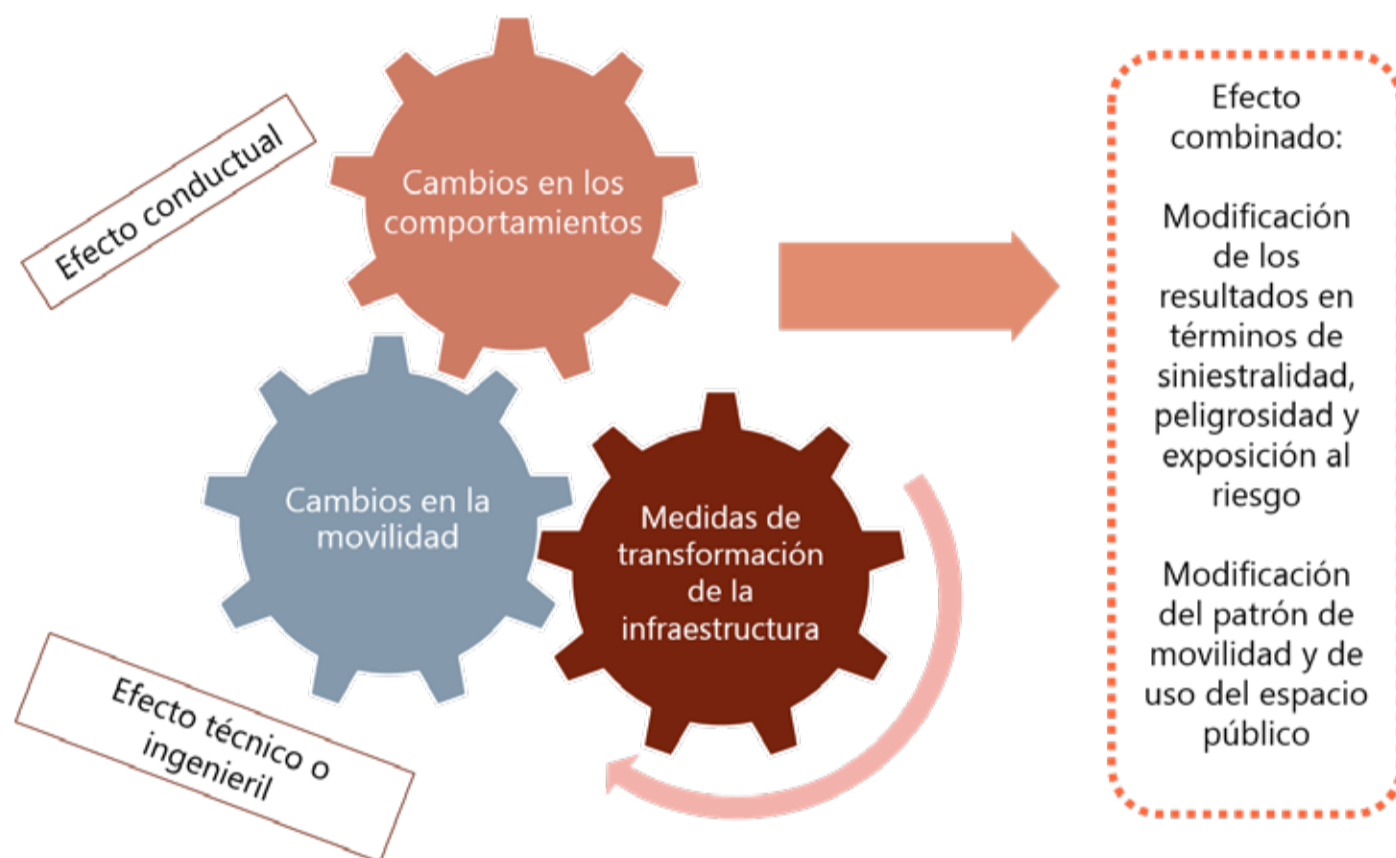 Efecto conductual
Cambios en los
comportamientos
Cambios en la
movilidad
Medidas de
transformación
de la
infraestructura
Efecto técnico o
ingenieril
Efecto
combinado:
Modificación
de los
resultados en
términos de
siniestralidad,
peligrosidad y
exposición al
riesgo
Modificación
del patrón de
movilidad y de
uso del espacio
público